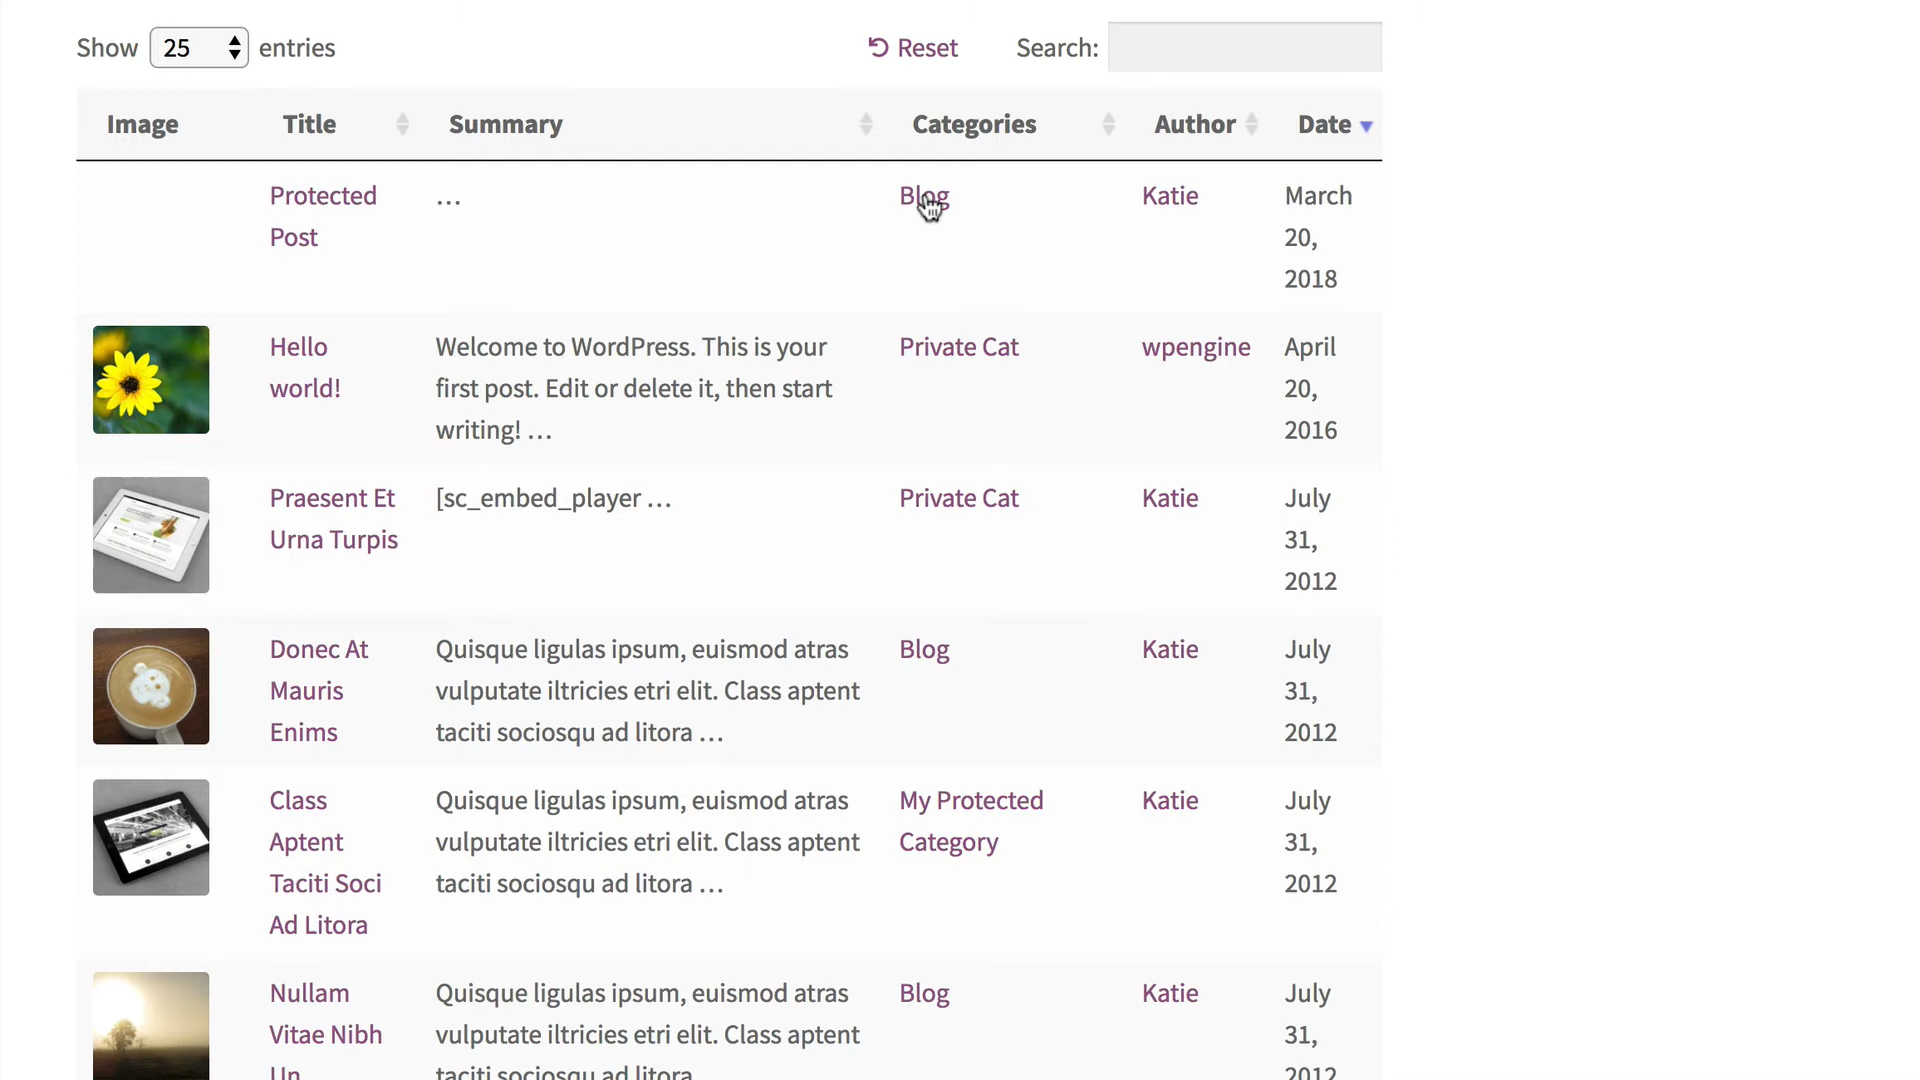 Show 25 entries Reset Search:
Image Title Summary Categories Author Date
Protected … Blog Katie March
Post 20,
2018
Hello Welcome to WordPress. This is your Private Cat wpengine April
world! first post. Edit or delete it, then start 20,
writing! … 2016
Praesent Et [sc_embed_player … Private Cat Katie July
Urna Turpis 31,
2012
Donec At Quisque ligulas ipsum, euismod atras Blog Katie July
Mauris vulputate iltricies etri elit. Class aptent 31,
Enims taciti sociosqu ad litora … 2012
Class Quisque ligulas ipsum, euismod atras My Protected Katie July
Aptent vulputate iltricies etri elit. Class aptent Category 31,
Taciti Soci taciti sociosqu ad litora … 2012
Ad Litora
Nullam Quisque ligulas ipsum, euismod atras Blog Katie July
Vitae Nibh vulputate iltricies etri elit. Class aptent 31,
Un taciti sociosqu ad litora 2012